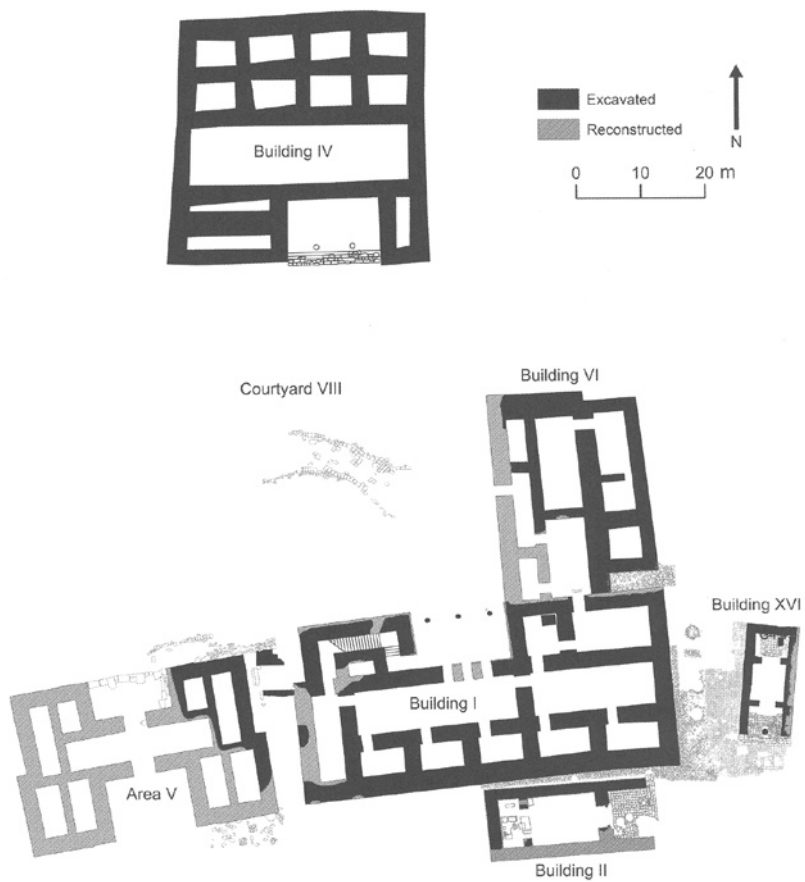 Building IV
Excavated
Reconstructed
N
0 10 20 m
Courtyard VIII
Building VI
Building XVI
Building I
Area V
Building II